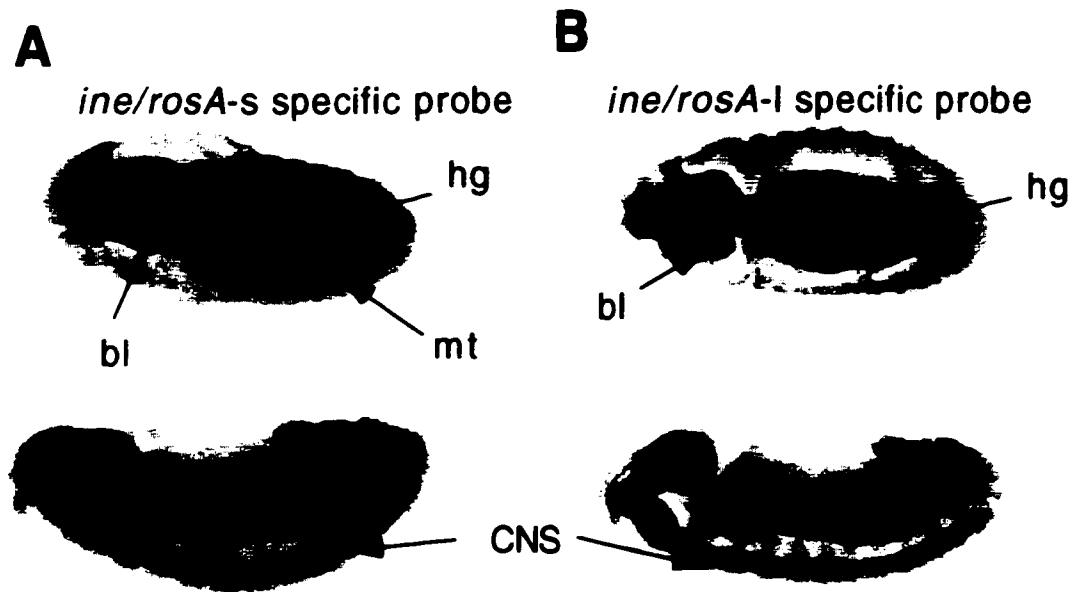 A
B
ine/rosA-s specific probe
ine/rosA-l specific probe
hg
hg
bl
bl
mt
CNS